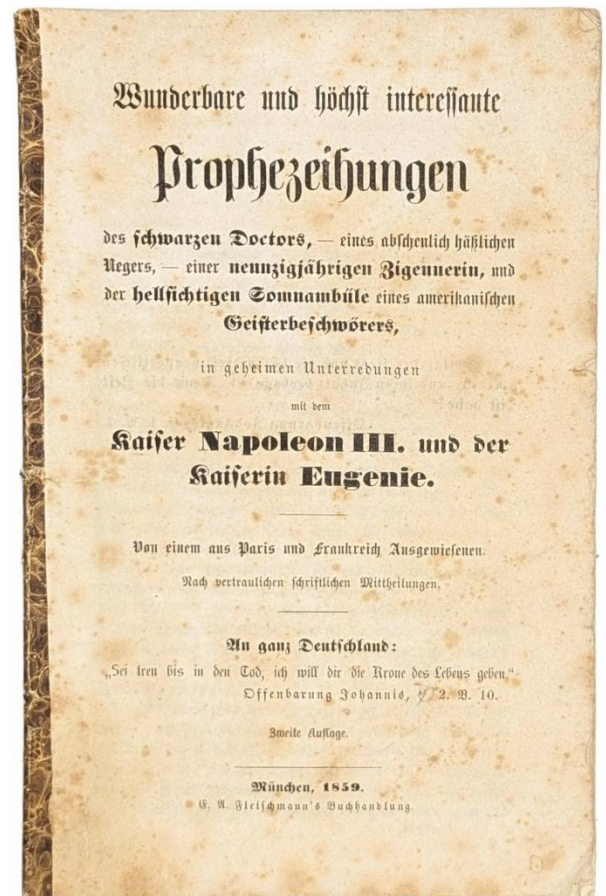 Wunderbare und höchst interessante
Prophezeihungen
des schwarzen Doctors, — eines abscheulich häßlichen
Negers, — einer neunzigjährigen Zigeunerin, und
der hellsichtigen Somnambüle eines amerikanischen
Geisterbeschwörers,
in geheimen Unterredungen
mit dem
Kaiser Napoleon III. und der
Kaiserin Eugenie.
Von einem aus Paris und Frankreich Ausgewiesenen.
Nach vertraulichen schriftlichen Mittheilungen.
An ganz Deutschland:
„Sei treu bis in den Tod, ich will dir die Krone des Lebens geben.“
Offenbarung Johannis, 2. V. 10.
Zweite Auflage.
München, 1859.
E. A. Fleischmann's Buchhandlung.